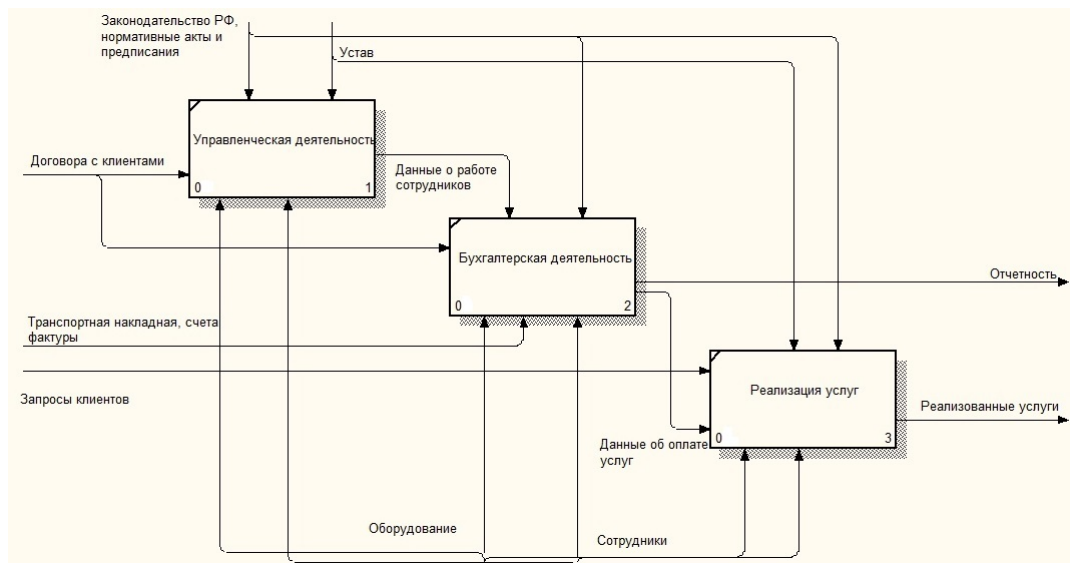 Законодательство РФ,
нормативные акты и
предписания
Устав
Управленческая деятельность
0 1
Договора с клиентами
Данные о работе
сотрудников
Бухгалтерская деятельность
0 2
Отчетность
Транспортная накладная, счета
фактуры
Запросы клиентов
Реализация услуг
0 3
Реализованные услуги
Данные об оплате
услуг
Оборудование
Сотрудники